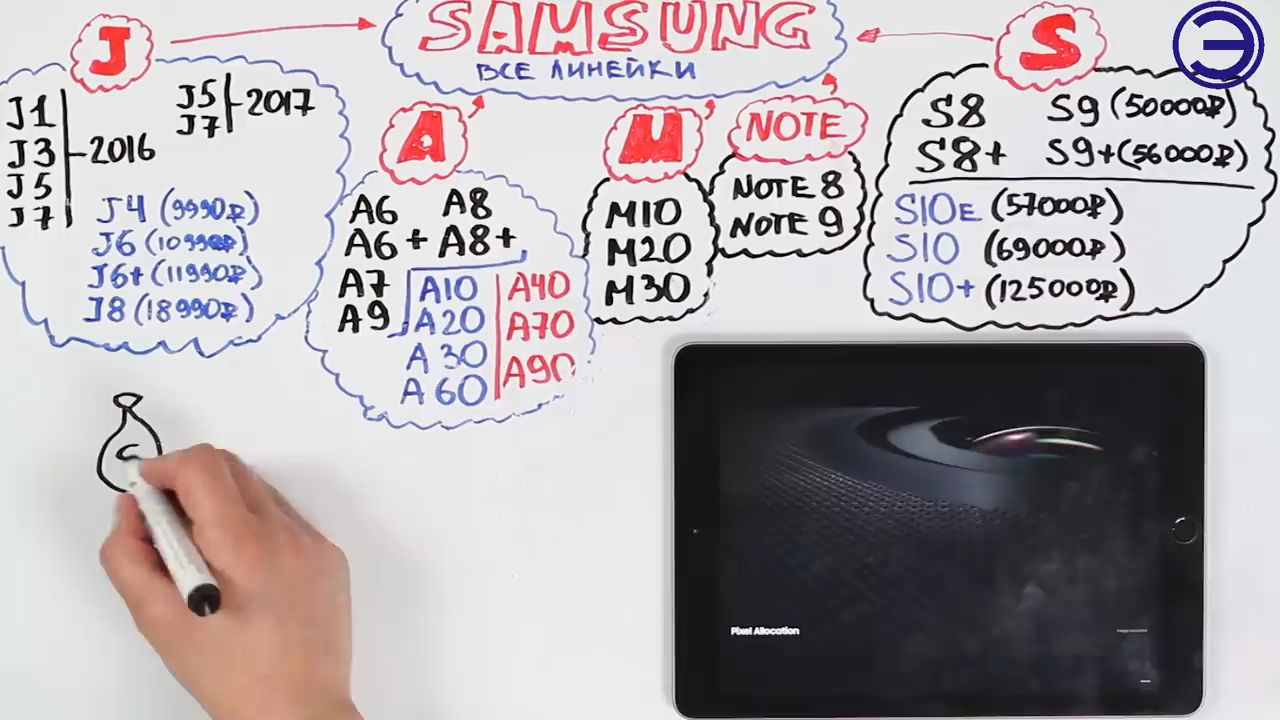 SAMSUNG
ВСЕ ЛИНЕЙКИ
J
J1
J3
J5
J7
2016
J5
J7
2017
J4 (9990₽)
J6 (10990₽)
J6+ (11990₽)
J8 (18990₽)
A
A6 A8
A6+ A8+
A7
A9
A10
A20
A30
A60
A40
A70
A90
M
M10
M20
M30
NOTE
NOTE 8
NOTE 9
S
S8 S9 (50000₽)
S8+ S9+ (56000₽)
S10E (57000₽)
S10 (69000₽)
S10+ (125000₽)
Э
Pixel Allocation